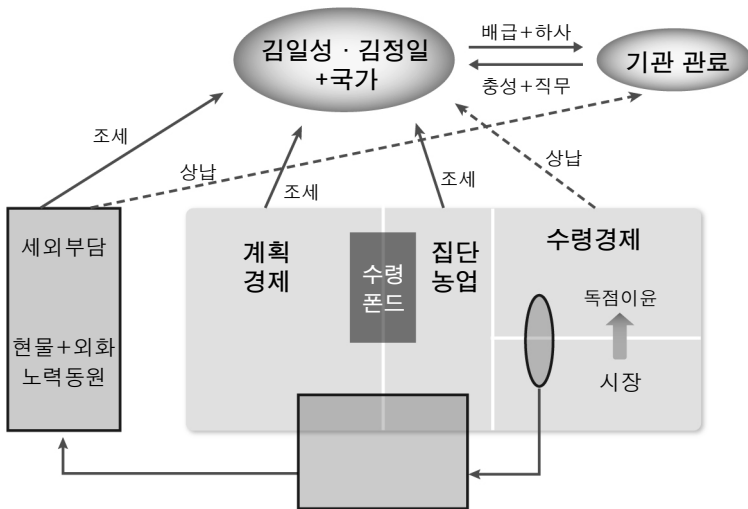 김일성 · 김정일
+국가
배급+하사
충성+직무
기관 관료
조세
상납
조세
조세
상납
세외부담
현물+외화
노력동원
계획
경제
수령
폰드
집단
농업
수령경제
독점이윤
시장